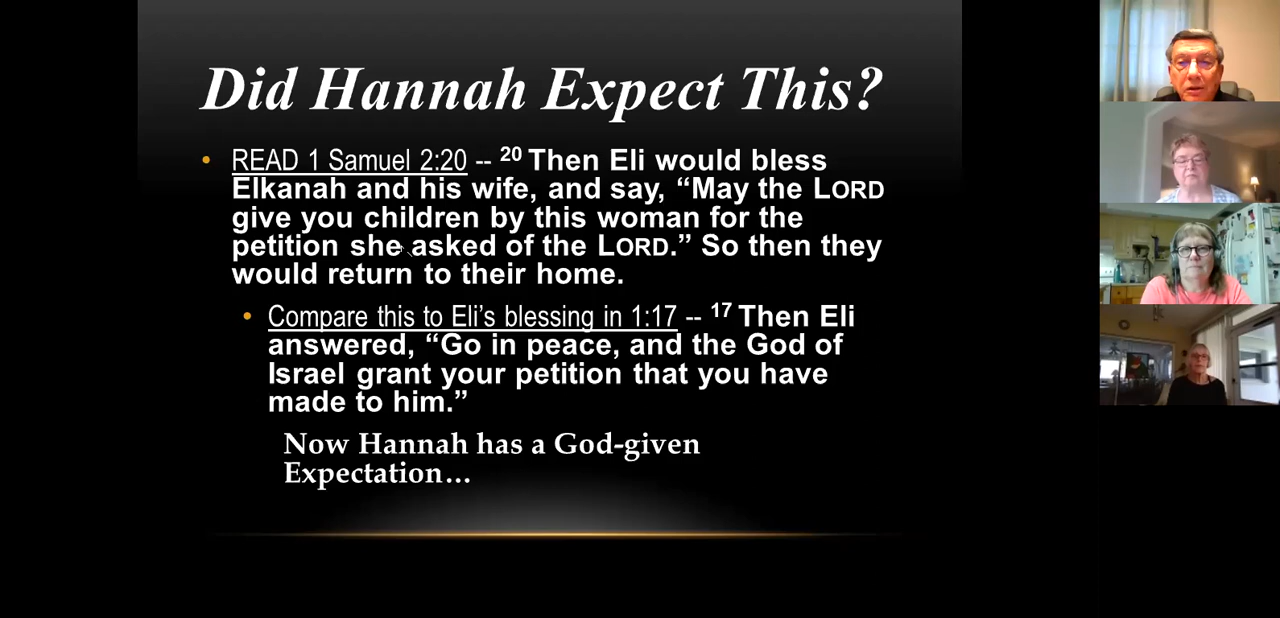 Did Hannah Expect This?
• READ 1 Samuel 2:20 -- 20 Then Eli would bless
Elkanah and his wife, and say, “May the LORD
give you children by this woman for the
petition she asked of the LORD.” So then they
would return to their home.
• Compare this to Eli’s blessing in 1:17 -- 17 Then Eli
answered, “Go in peace, and the God of
Israel grant your petition that you have
made to him.”
Now Hannah has a God-given
Expectation…